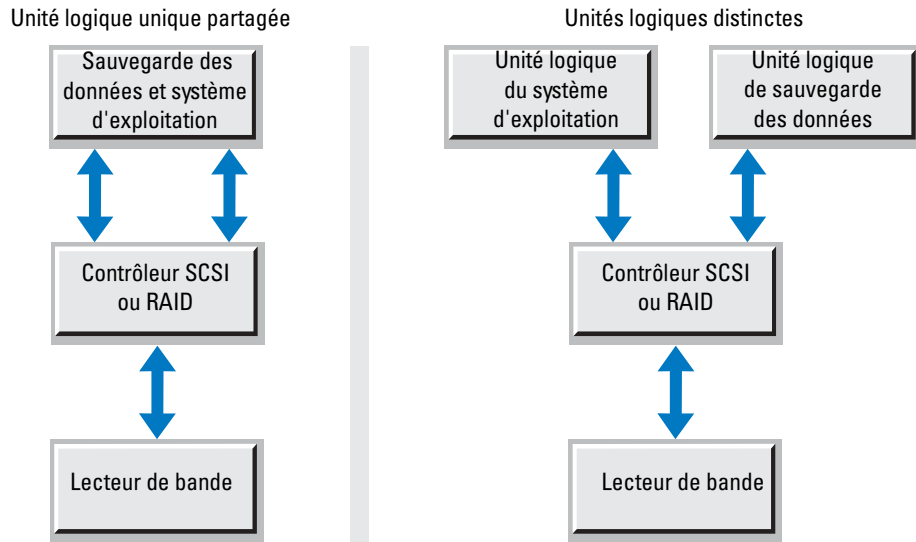 Unité logique unique partagée
Sauvegarde des
données et système
d'exploitation
Contrôleur SCSI
ou RAID
Lecteur de bande
Unités logiques distinctes
Unité logique
du système
d'exploitation
Unité logique
de sauvegarde
des données
Contrôleur SCSI
ou RAID
Lecteur de bande